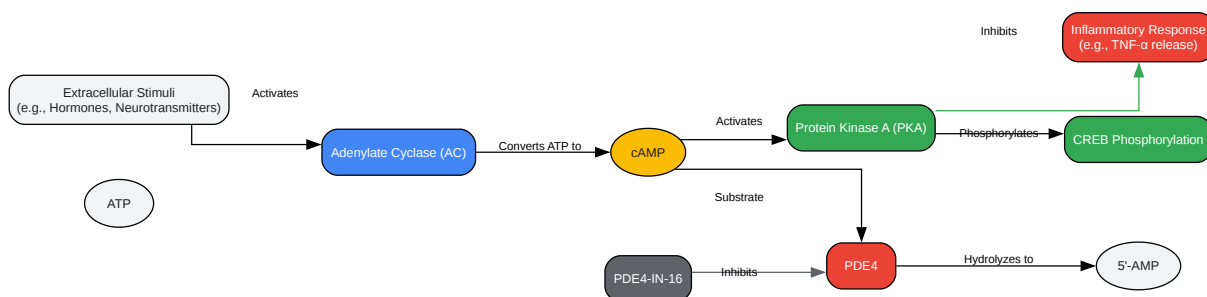 Inhibits
Inflammatory Response
(e.g., TNF-α release)
Extracellular Stimuli
(e.g., Hormones, Neurotransmitters)
Activates
Activates
Protein Kinase A (PKA)
Phosphorylates
CREB Phosphorylation
Adenylate Cyclase (AC)
Converts ATP to
cAMP
ATP
Substrate
PDE4-IN-16
Inhibits
PDE4
Hydrolyzes to
5'-AMP